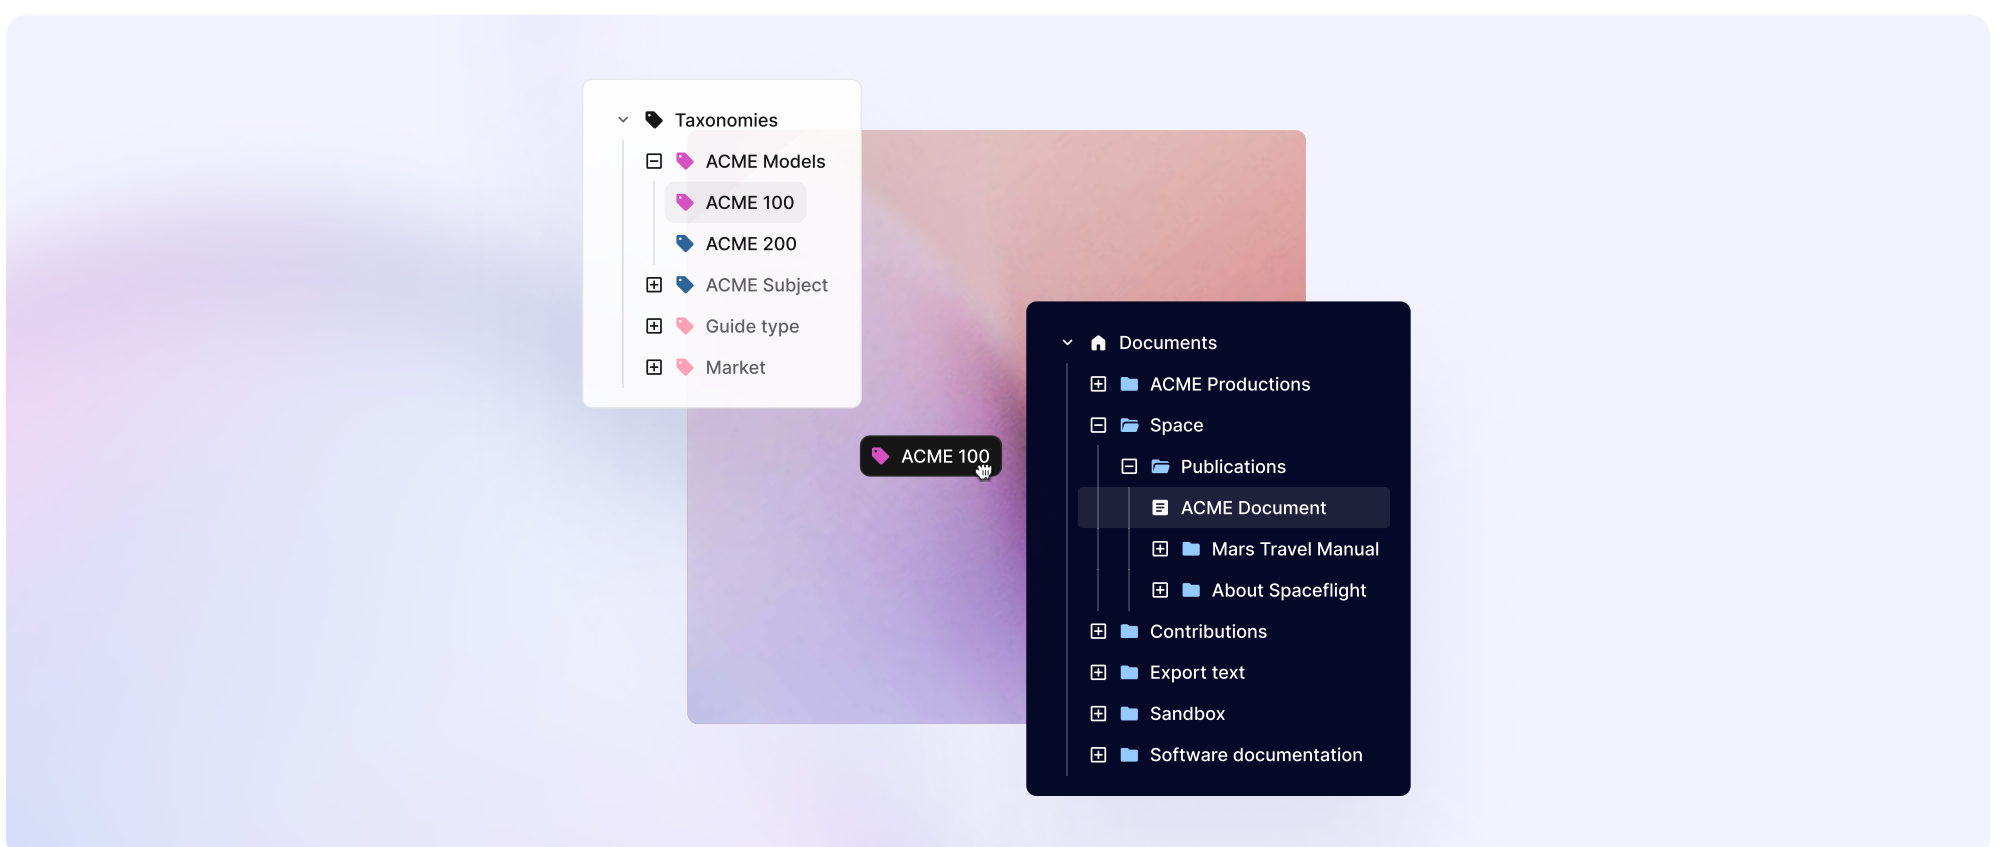 Taxonomies
ACME Models
ACME 100
ACME 200
ACME Subject
Guide type
Market
ACME 100
Documents
ACME Productions
Space
Publications
ACME Document
Mars Travel Manual
About Spaceflight
Contributions
Export text
Sandbox
Software documentation